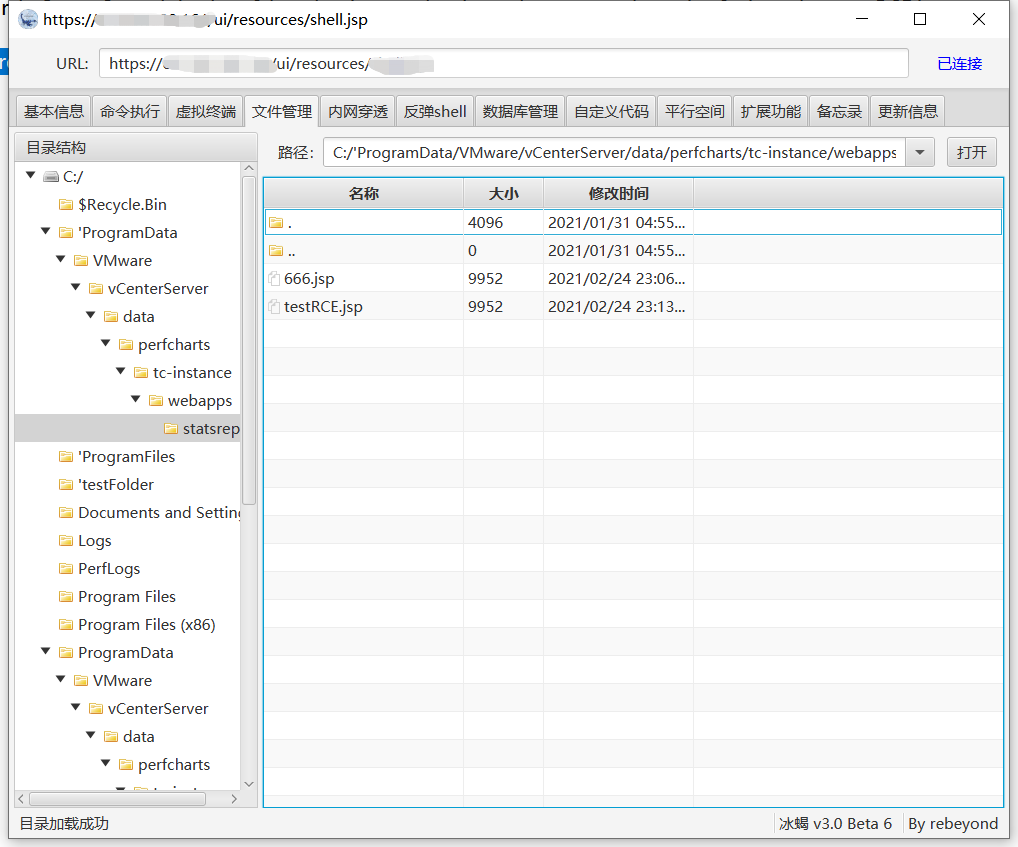 https:// /ui/resources/shell.jsp
URL: https:// /ui/resources/ 已连接
基本信息 命令执行 虚拟终端 文件管理 内网穿透 反弹shell 数据库管理 自定义代码 平行空间 扩展功能 备忘录 更新信息
目录结构
路径: C:/'ProgramData/VMware/vCenterServer/data/perfcharts/tc-instance/webapps 打开
C:/
$Recycle.Bin
'ProgramData
VMware
vCenterServer
data
perfcharts
tc-instance
webapps
statsrep
'ProgramFiles
'testFolder
Documents and Setting
Logs
PerfLogs
Program Files
Program Files (x86)
ProgramData
VMware
vCenterServer
data
perfcharts
名称 大小 修改时间
. 4096 2021/01/31 04:55...
.. 0 2021/01/31 04:55...
666.jsp 9952 2021/02/24 23:06...
testRCE.jsp 9952 2021/02/24 23:13...
目录加载成功
冰蝎 v3.0 Beta 6 By rebeyond